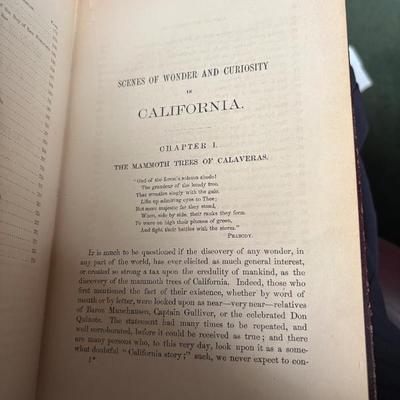 SCENES OF WONDER AND CURIOSITY
IN
CALIFORNIA.
CHAPTER I.
THE MAMMOTH TREES OF CALAVERAS.
"God of the forest's solemn shade!
The grandeur of the lonely tree,
That wrestles singly with the gale,
Lifts up admiring eyes to Thee;
But more majestic far they stand,
When, side by side, their ranks they form,
To wave on high their plumes of green,
And fight their battles with the storm."
PEABODY.
IT is much to be questioned if the discovery of any wonder, in
any part of the world, has ever elicited as much general interest,
or created so strong a tax upon the credulity of mankind, as the
discovery of the mammoth trees of California. Indeed, those who
first mentioned the fact of their existence, whether by word of
mouth or by letter, were looked upon as near—very near—relatives
of Baron Munchausen, Captain Gulliver, or the celebrated Don
Quixote. The statement had many times to be repeated, and
well corroborated, before it could be received as true; and there
are many persons who, to this very day, look upon it as a some-
what doubtful "California story;" such, we never expect to con-
1*